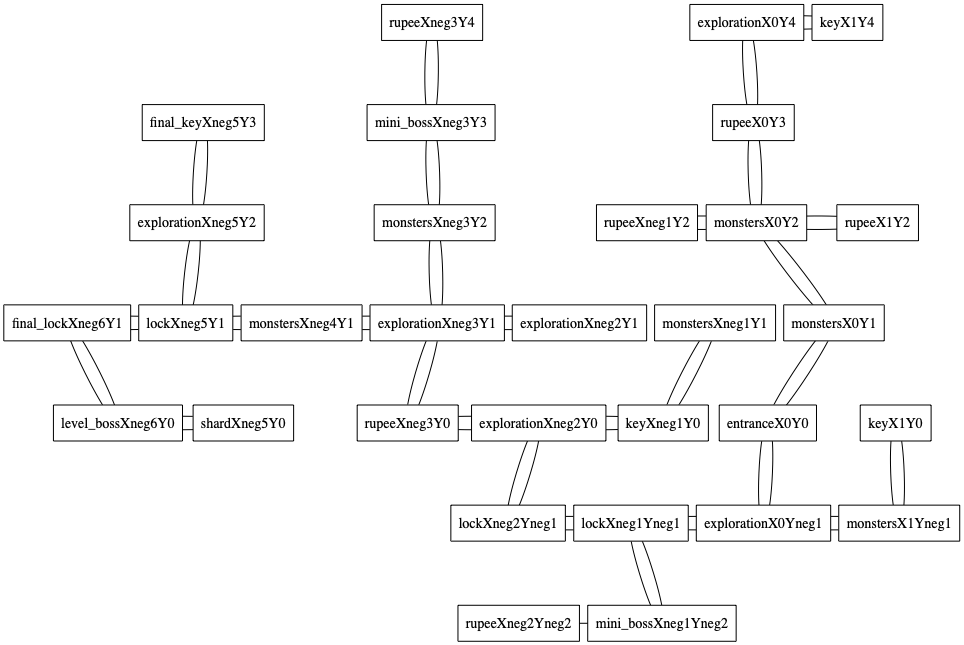 rupeeXneg3Y4
explorationX0Y4
keyX1Y4
final_keyXneg5Y3
mini_bossXneg3Y3
rupeeX0Y3
explorationXneg5Y2
monstersXneg3Y2
rupeeXneg1Y2
monstersX0Y2
rupeeX1Y2
final_lockXneg6Y1
lockXneg5Y1
monstersXneg4Y1
explorationXneg3Y1
explorationXneg2Y1
monstersXneg1Y1
monstersX0Y1
level_bossXneg6Y0
shardXneg5Y0
rupeeXneg3Y0
explorationXneg2Y0
keyXneg1Y0
entranceX0Y0
keyX1Y0
lockXneg2Yneg1
lockXneg1Yneg1
explorationX0Yneg1
monstersX1Yneg1
rupeeXneg2Yneg2
mini_bossXneg1Yneg2